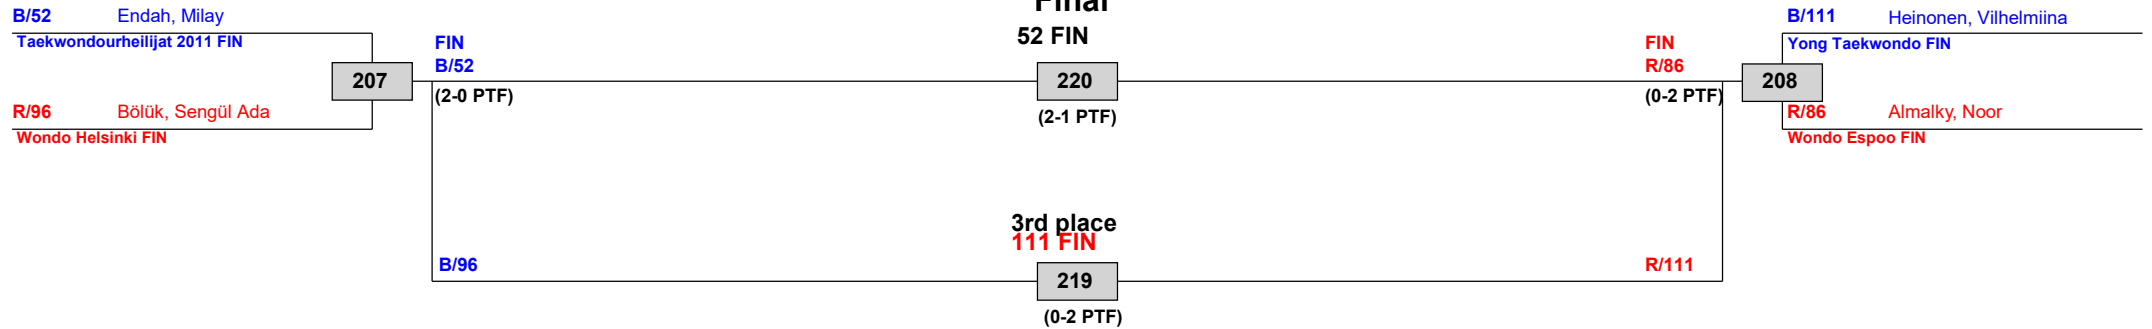 Final
52 FIN
B/52 Endah, Milay
Taekwondourheilijat 2011 FIN
207
R/96 Bölük, Sengül Ada
Wondo Helsinki FIN
FIN
B/52
(2-0 PTF)
220
(2-1 PTF)
FIN
R/86
(0-2 PTF)
B/111 Heinonen, Vilhelmiina
Yong Taekwondo FIN
208
R/86 Almalky, Noor
Wondo Espoo FIN
3rd place
111 FIN
B/96
219
R/111
(0-2 PTF)